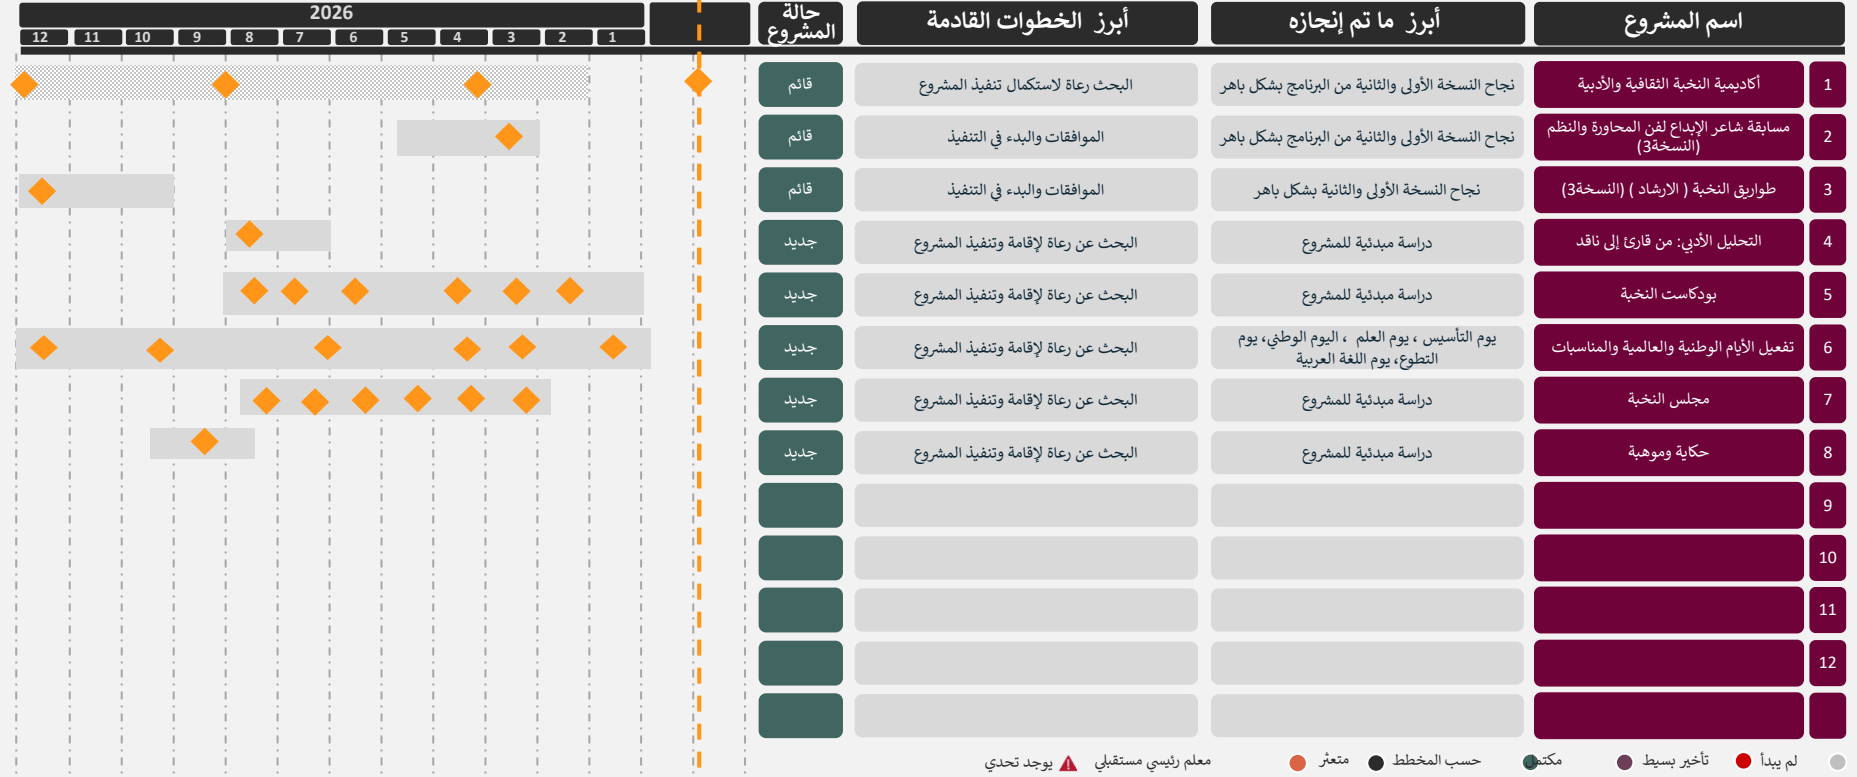 اسم المشروع
أبرز ما تم إنجازه
أبرز الخطوات القادمة
حالة
المشروع
2026
1 2 3 4 5 6 7 8 9 10 11 12
1 أكاديمية النخبة الثقافية والأدبية
نجاح النسخة الأولى والثانية من البرنامج بشكل باهر
البحث رعاة لاستكمال تنفيذ المشروع
قائم
2 مسابقة شاعر الإبداع لفن المحاورة والنظم
(النسخة3)
نجاح النسخة الأولى والثانية من البرنامج بشكل باهر
الموافقات والبدء في التنفيذ
قائم
3 طواريق النخبة ( الارشاد ) (النسخة3)
نجاح النسخة الأولى والثانية بشكل باهر
الموافقات والبدء في التنفيذ
قائم
4 التحليل الأدبي: من قارئ إلى ناقد
دراسة مبدئية للمشروع
البحث عن رعاة لإقامة وتنفيذ المشروع
جديد
5 بودكاست النخبة
دراسة مبدئية للمشروع
البحث عن رعاة لإقامة وتنفيذ المشروع
جديد
6 تفعيل الأيام الوطنية والعالمية والمناسبات
يوم التأسيس ، يوم العلم ، اليوم الوطني، يوم
التطوع، يوم اللغة العربية
البحث عن رعاة لإقامة وتنفيذ المشروع
جديد
7 مجلس النخبة
دراسة مبدئية للمشروع
البحث عن رعاة لإقامة وتنفيذ المشروع
جديد
8 حكاية وموهبة
دراسة مبدئية للمشروع
البحث عن رعاة لإقامة وتنفيذ المشروع
جديد
9
10
11
12
لم يبدأ
تأخير بسيط
مكتمل
حسب المخطط
متعثر
معلم رئيسي مستقبلي
يوجد تحدي